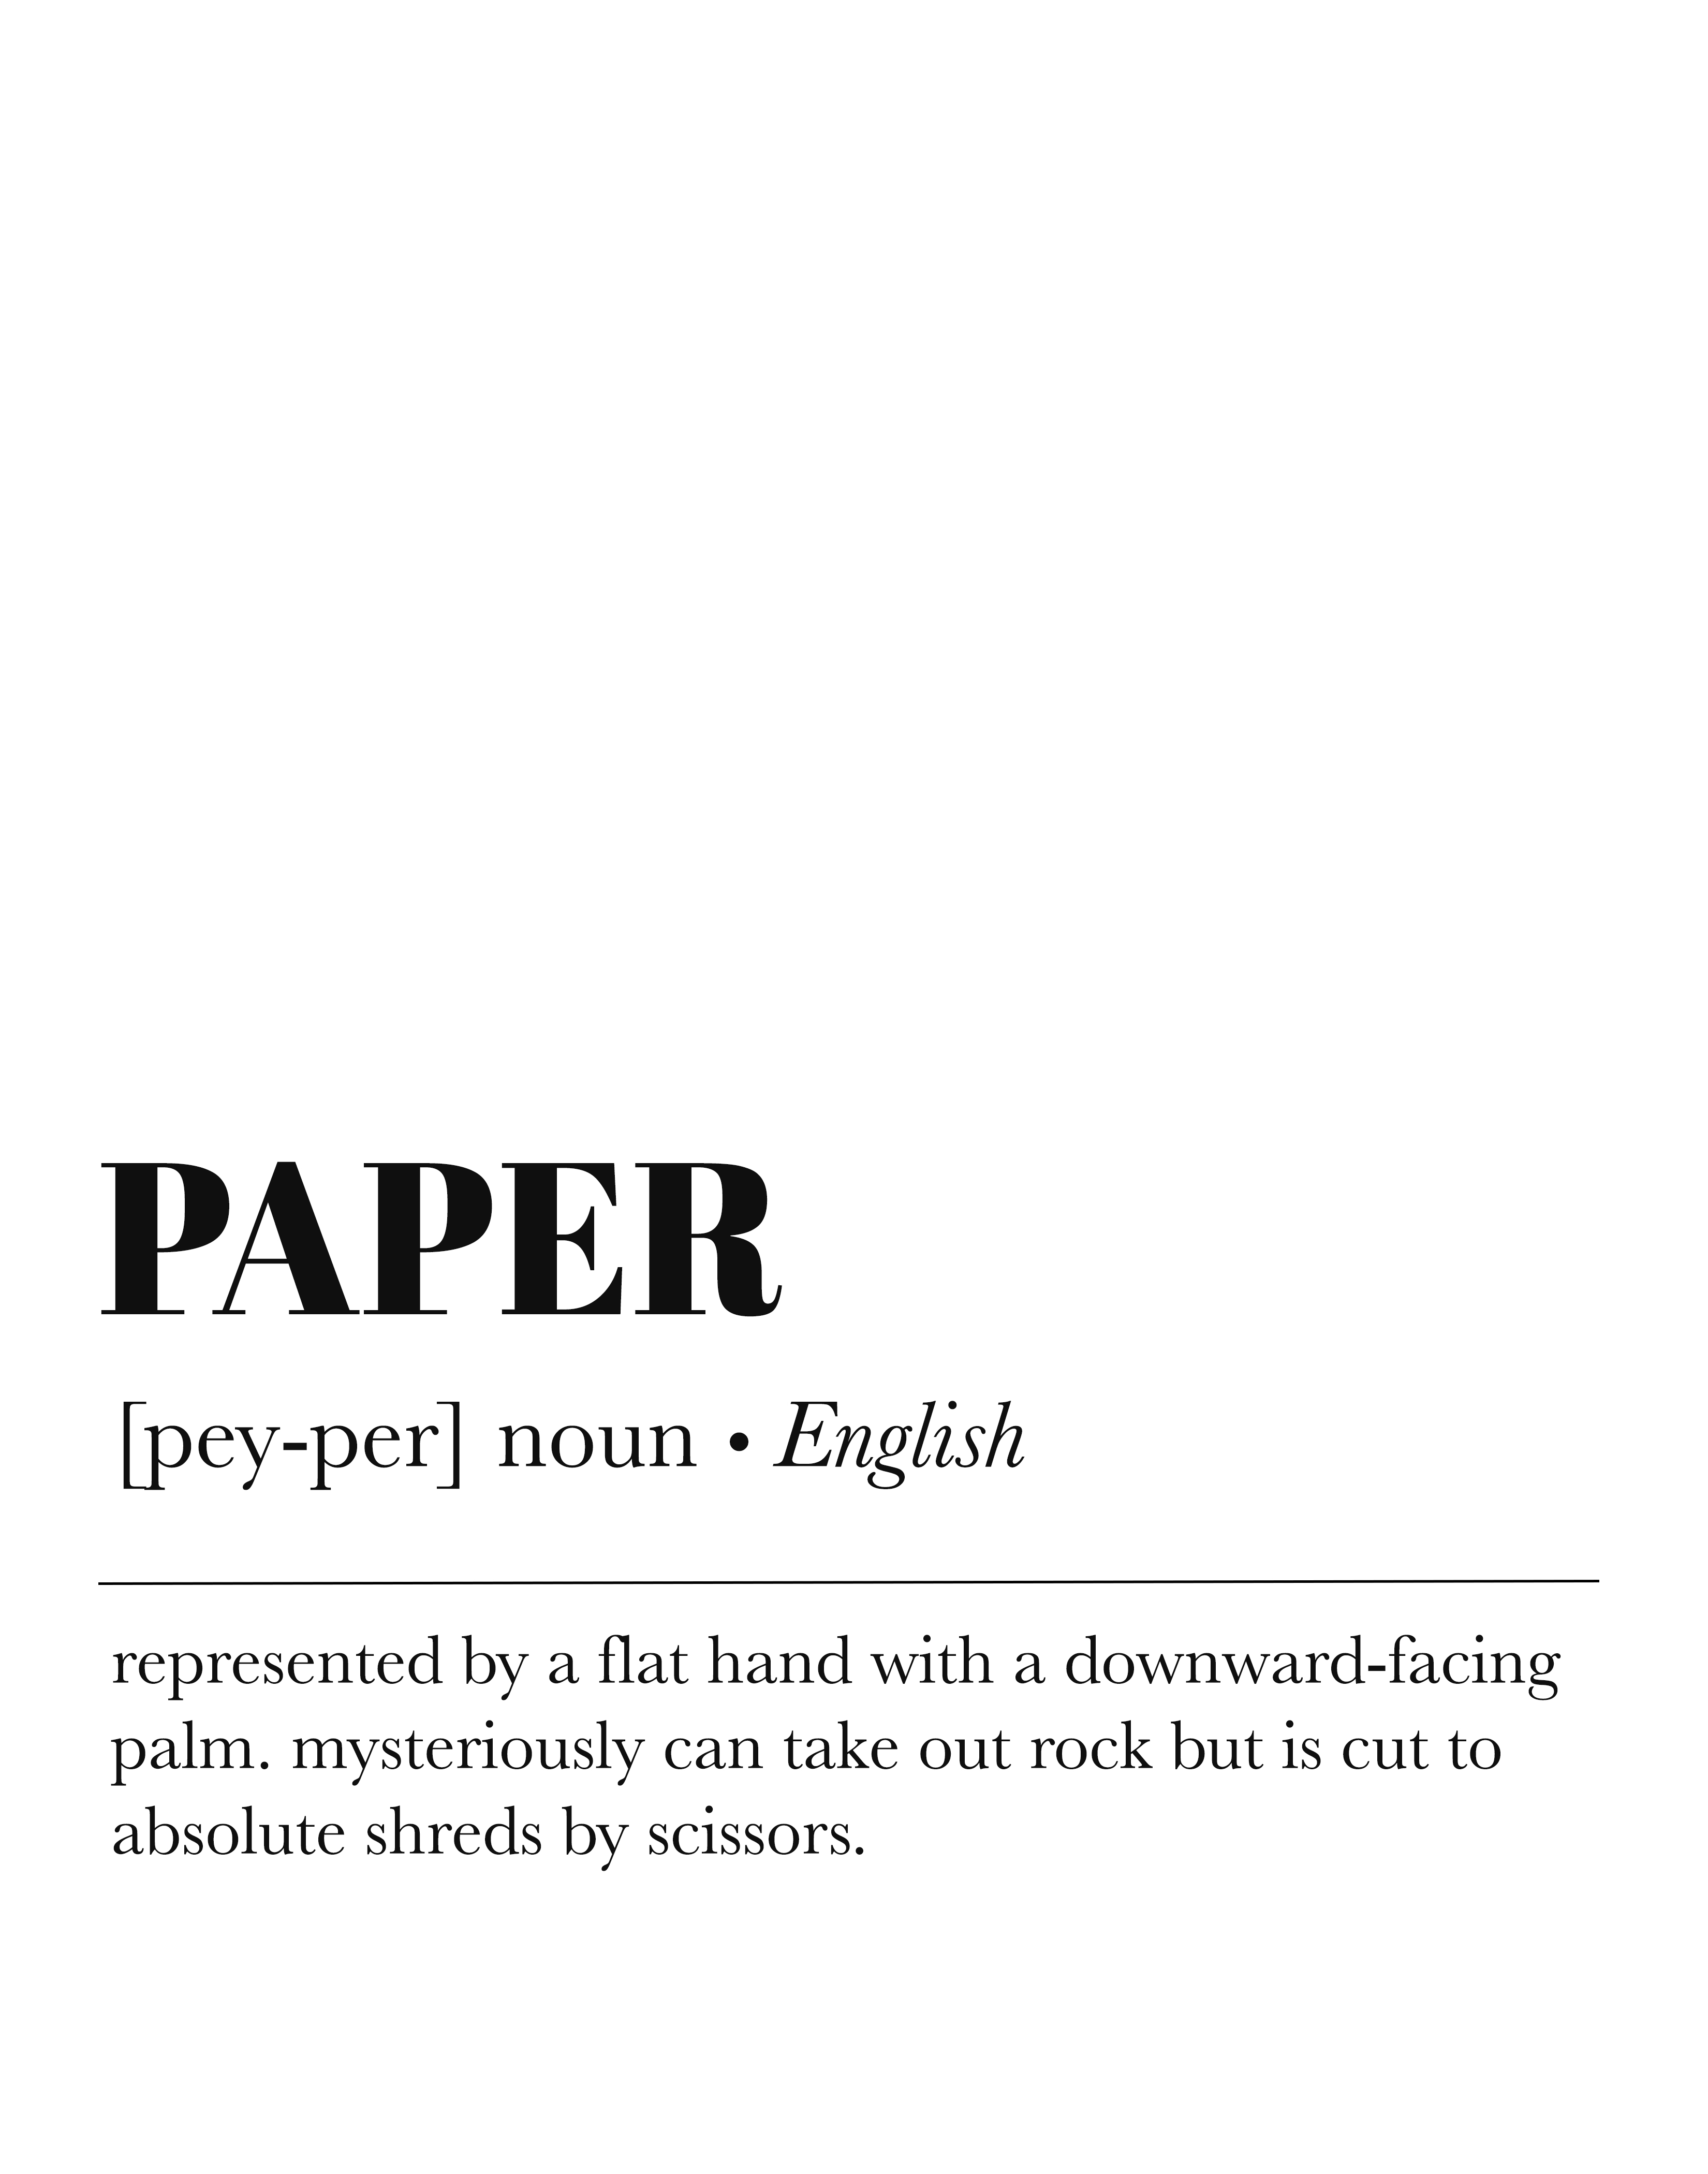 PAPER
[pey-per] noun • English
represented by a flat hand with a downward-facing
palm. mysteriously can take out rock but is cut to
absolute shreds by scissors.